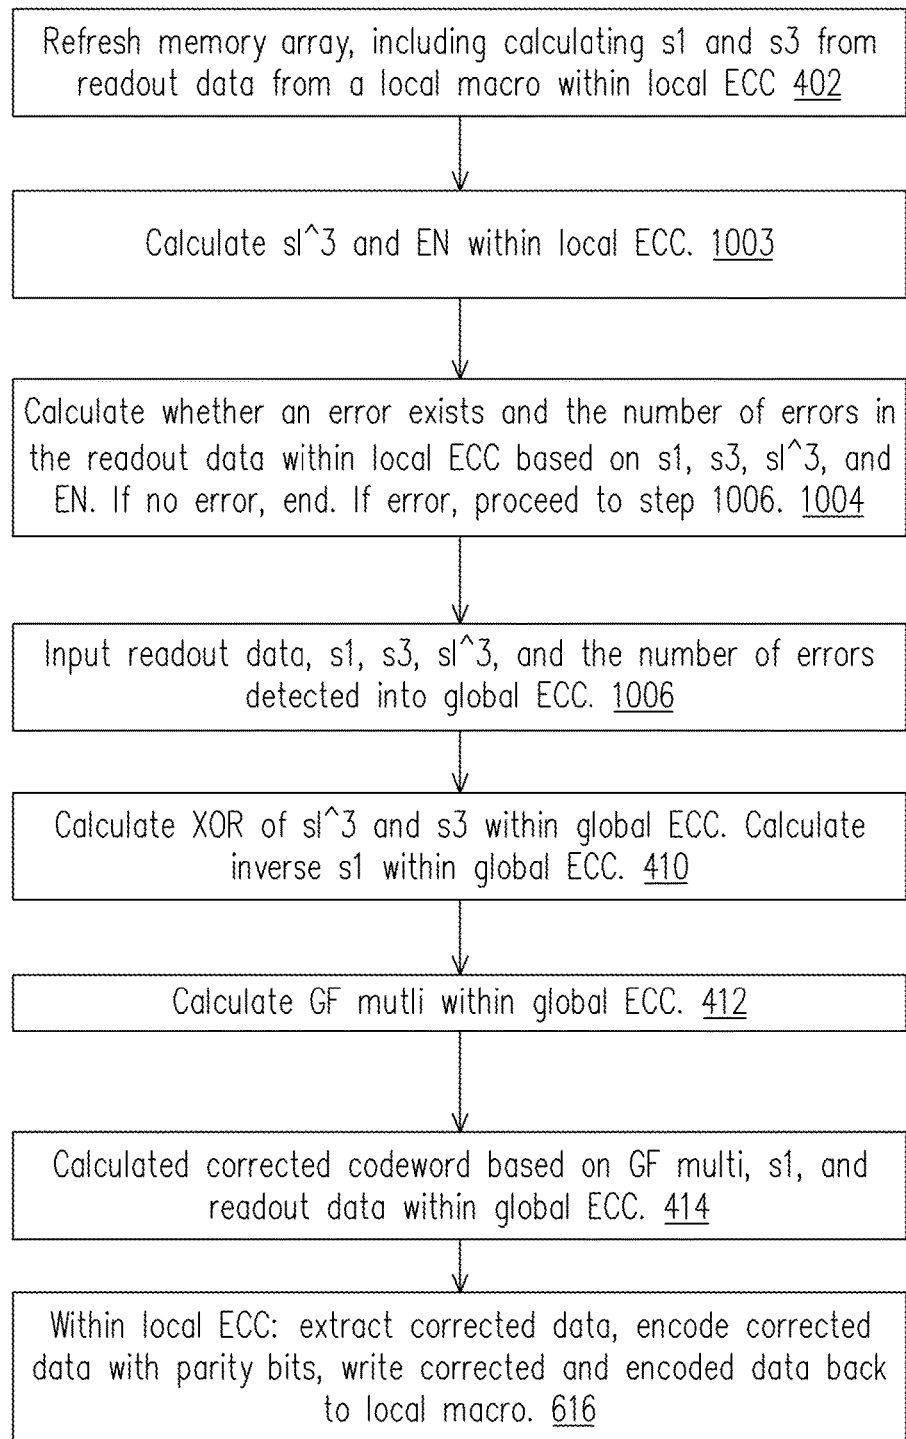 Refresh memory array, including calculating s1 and s3 from
readout data from a local macro within local ECC 402
Calculate sl^3 and EN within local ECC. 1003
Calculate whether an error exists and the number of errors in
the readout data within local ECC based on s1, s3, sl^3, and
EN. If no error, end. If error, proceed to step 1006. 1004
Input readout data, s1, s3, sl^3, and the number of errors
detected into global ECC. 1006
Calculate XOR of sl^3 and s3 within global ECC. Calculate
inverse s1 within global ECC. 410
Calculate GF mutli within global ECC. 412
Calculated corrected codeword based on GF multi, s1, and
readout data within global ECC. 414
Within local ECC: extract corrected data, encode corrected
data with parity bits, write corrected and encoded data back
to local macro. 616